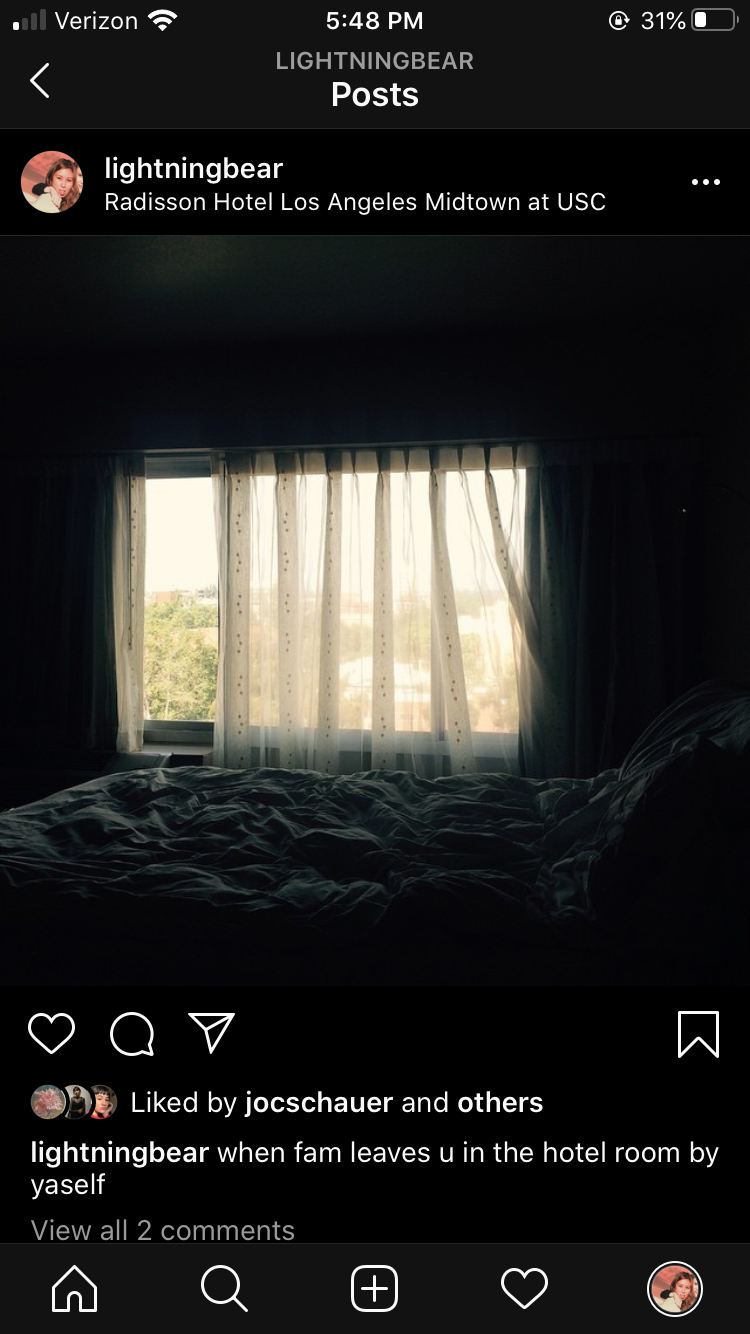 Verizon 5:48 PM 31%
LIGHTNINGBEAR
Posts
lightningbear
Radisson Hotel Los Angeles Midtown at USC
Liked by jocschauer and others
lightningbear when fam leaves u in the hotel room by
yaself
View all 2 comments